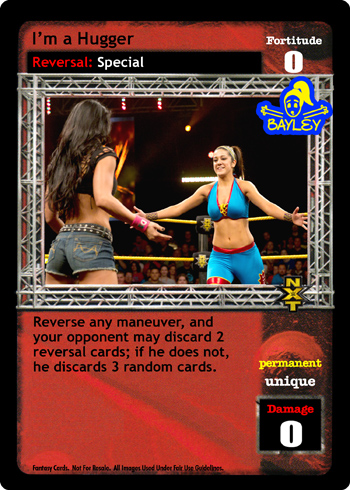 I'm a Hugger
Fortitude
0
Reversal: Special
BAYLEY
NXT
Reverse any maneuver, and
your opponent may discard 2
reversal cards; if he does not,
he discards 3 random cards.
permanent
unique
Damage
0
Fantasy Cards. Not For Resale. All Images Used Under Fair Use Guidelines.